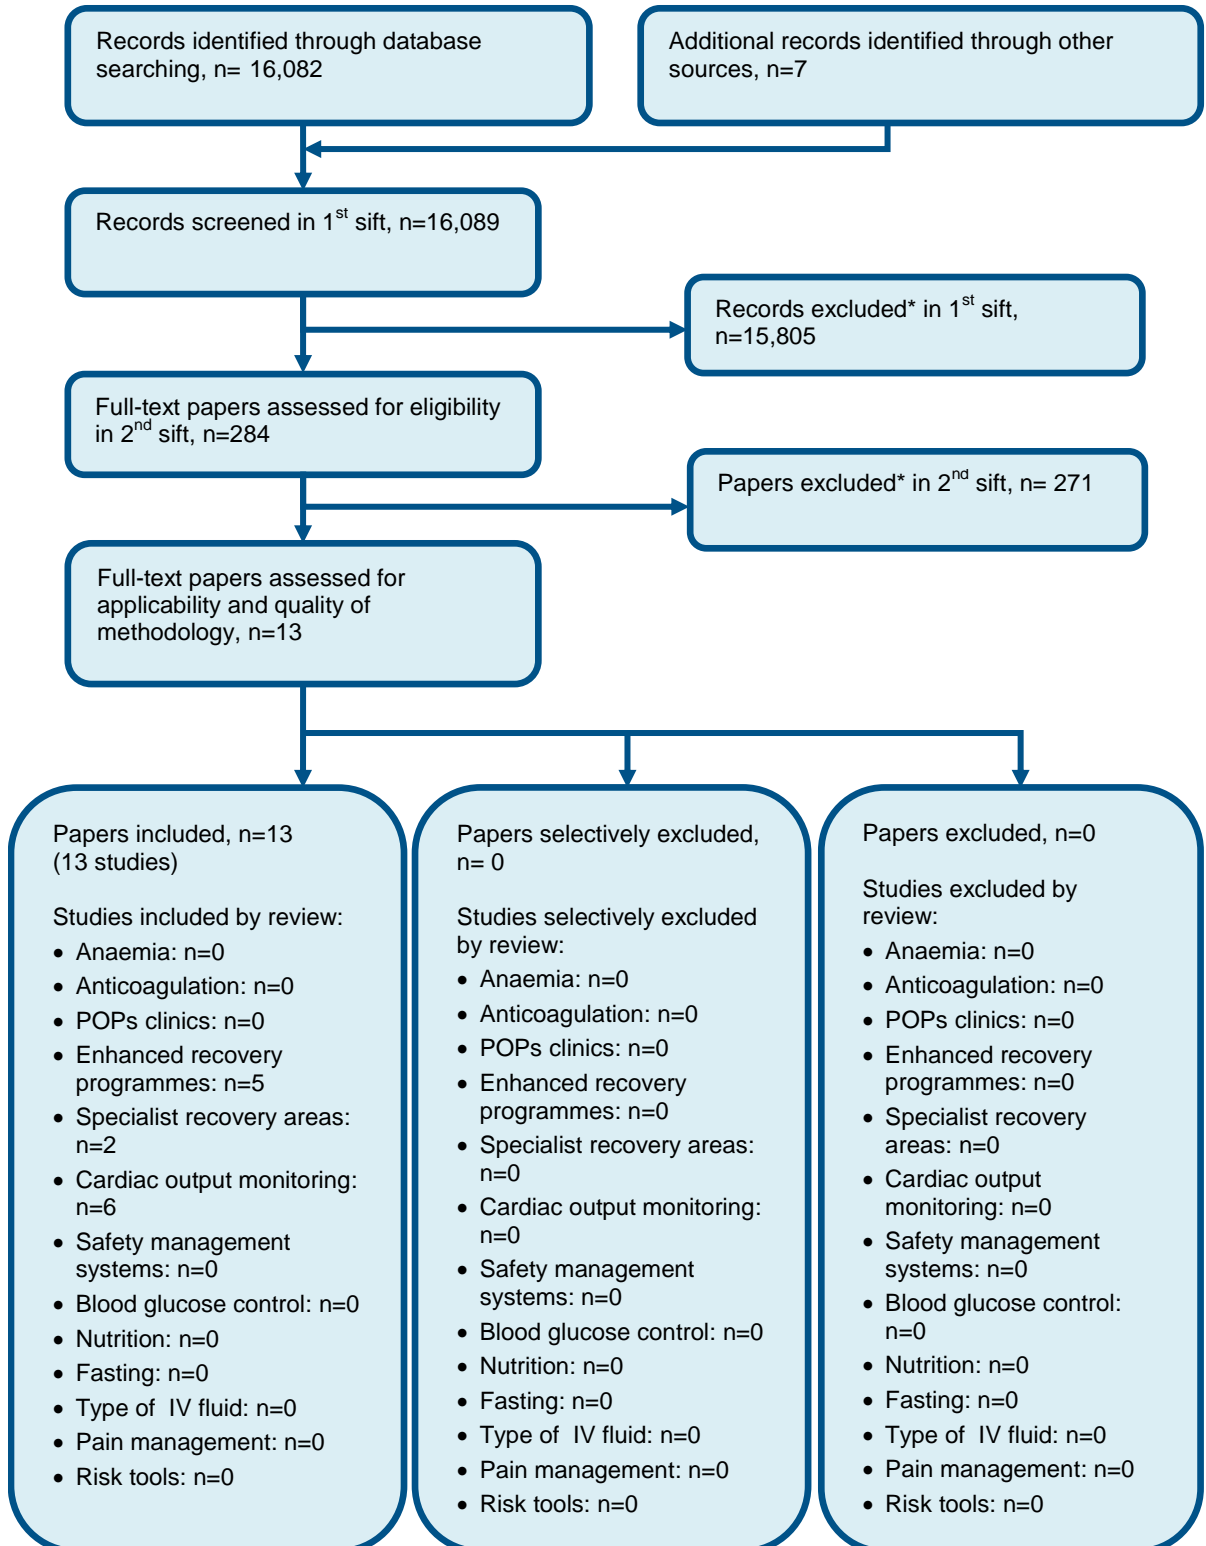 Records identified through database
searching, n= 16,082
Additional records identified through other
sources, n=7
Records screened in 1st sift, n=16,089
Records excluded* in 1st sift,
n=15,805
Full-text papers assessed for eligibility
in 2nd sift, n=284
Papers excluded* in 2nd sift, n= 271
Full-text papers assessed for
applicability and quality of
methodology, n=13
Papers included, n=13
(13 studies)
Studies included by review:
• Anaemia: n=0
• Anticoagulation: n=0
• POPs clinics: n=0
• Enhanced recovery
programmes: n=5
• Specialist recovery areas:
n=2
• Cardiac output monitoring:
n=6
• Safety management
systems: n=0
• Blood glucose control: n=0
• Nutrition: n=0
• Fasting: n=0
• Type of  IV fluid: n=0
• Pain management: n=0
• Risk tools: n=0
Papers selectively excluded,
n= 0
Studies selectively excluded
by review:
• Anaemia: n=0
• Anticoagulation: n=0
• POPs clinics: n=0
• Enhanced recovery
programmes: n=0
• Specialist recovery areas:
n=0
• Cardiac output monitoring:
n=0
• Safety management
systems: n=0
• Blood glucose control: n=0
• Nutrition: n=0
• Fasting: n=0
• Type of  IV fluid: n=0
• Pain management: n=0
• Risk tools: n=0
Papers excluded, n=0
Studies excluded by
review:
• Anaemia: n=0
• Anticoagulation: n=0
• POPs clinics: n=0
• Enhanced recovery
programmes: n=0
• Specialist recovery
areas: n=0
• Cardiac output
monitoring: n=0
• Safety management
systems: n=0
• Blood glucose control:
n=0
• Nutrition: n=0
• Fasting: n=0
• Type of  IV fluid: n=0
• Pain management: n=0
• Risk tools: n=0